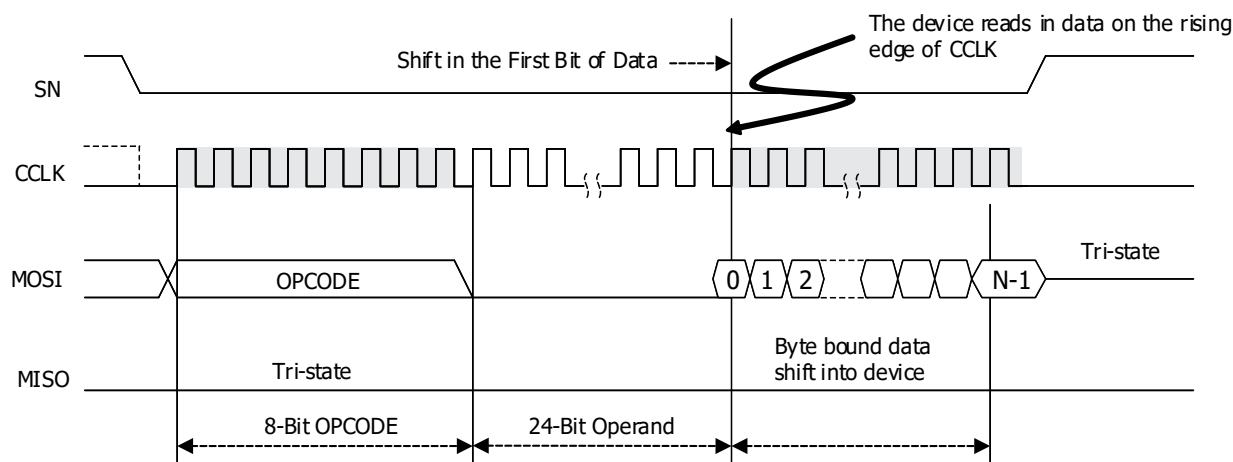 The device reads in data on the rising
edge of CCLK
Shift in the First Bit of Data
SN
CCLK
MOSI
OPCODE
0
1
2
N-1
Tri-state
MISO
Tri-state
Byte bound data
shift into device
8-Bit OPCODE
24-Bit Operand